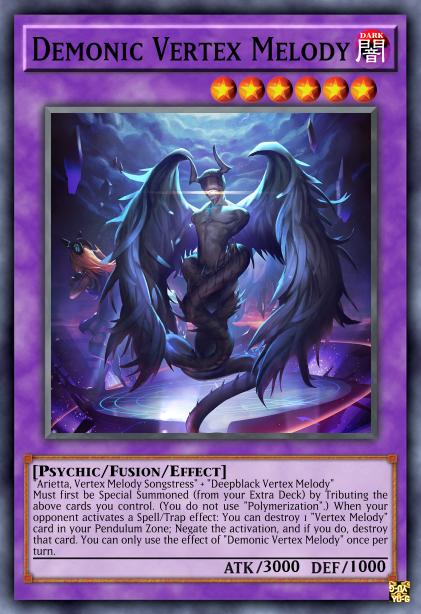 Demonic Vertex Melody
DARK
闇
[Psychic/Fusion/Effect]
"Arietta, Vertex Melody Songstress" + "Deepblack Vertex Melody"
Must first be Special Summoned (from your Extra Deck) by Tributing the
above cards you control. (You do not use "Polymerization".) When your
opponent activates a Spell/Trap effect: You can destroy 1 "Vertex Melody"
card in your Pendulum Zone; Negate the activation, and if you do, destroy
that card. You can only use the effect of "Demonic Vertex Melody" once per
turn.
ATK/3000 DEF/1000